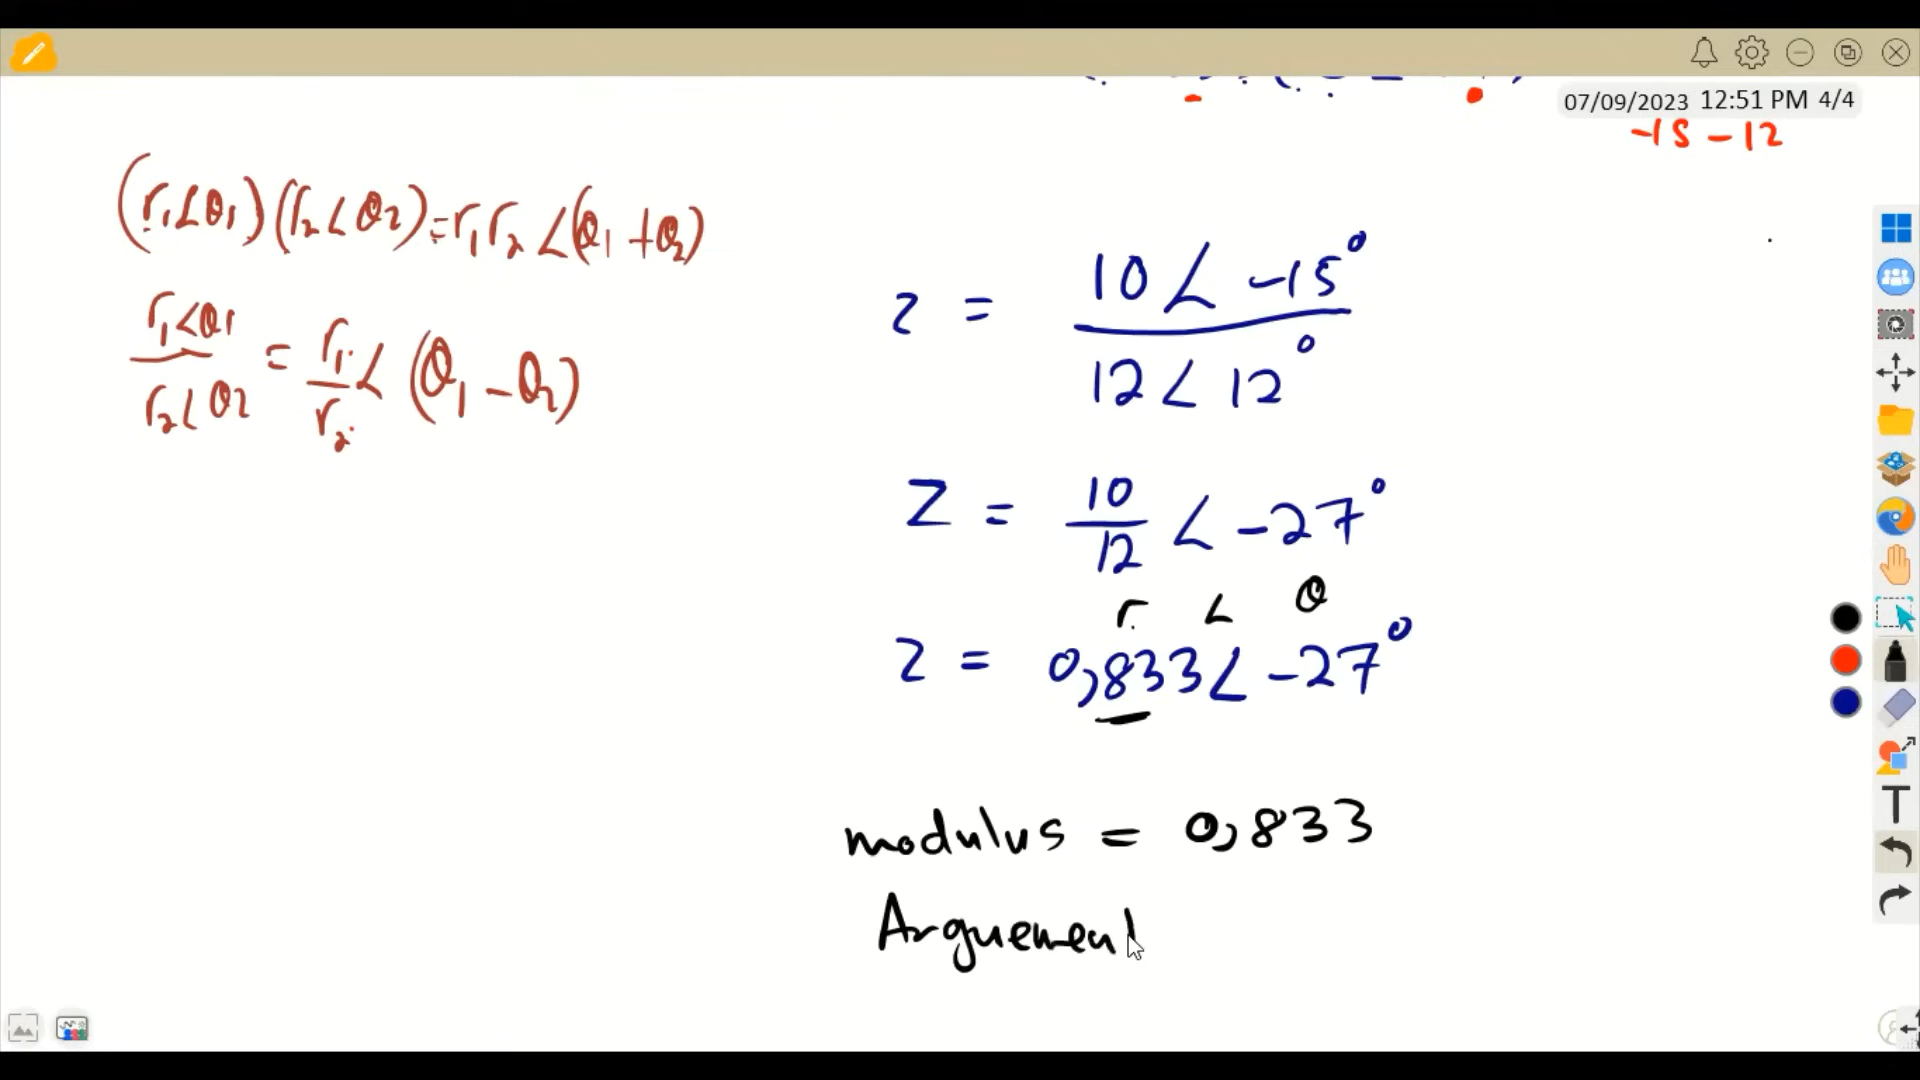 07/09/2023 12:51 PM 4/4
-15 - 12
(r₁∠θ₁)(r₂∠θ₂) = r₁r₂∠(θ₁+θ₂)
r₁∠θ₁ / r₂∠θ₂ = r₁/r₂ ∠(θ₁-θ₂)
z = 10∠-15° / 12∠12°
Z = 10/12 ∠-27°
r ∠ θ
z = 0,833∠-27°
modulus = 0,833
Arguement
T